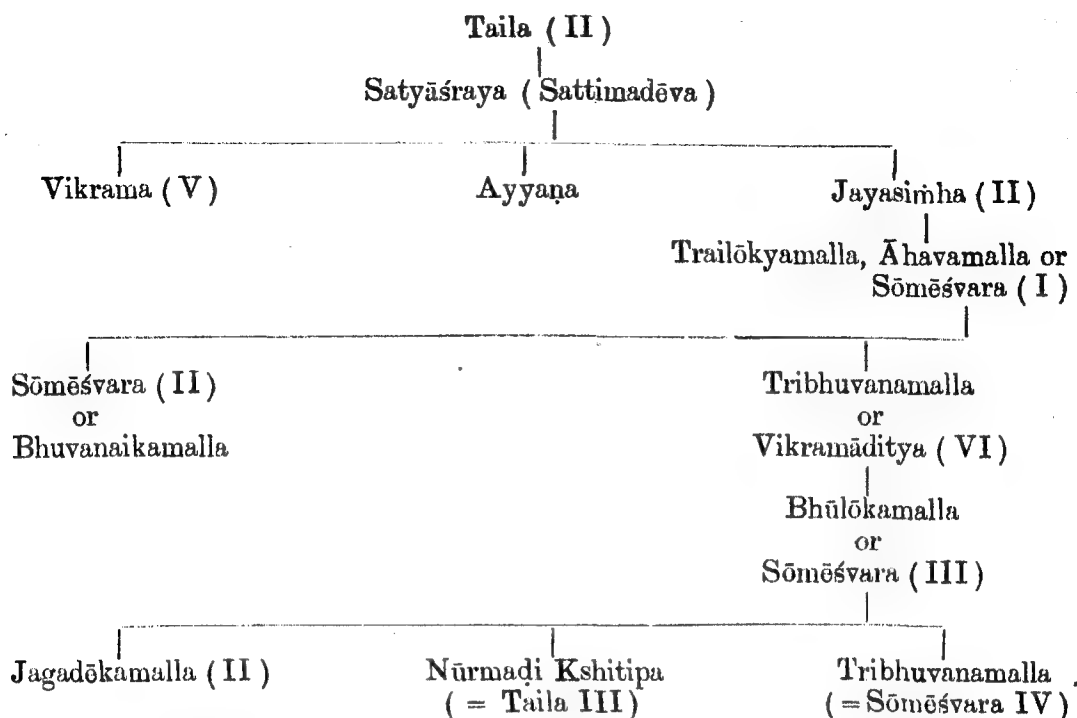 Taila ( II )
Satyāśraya ( Sattimadēva )
Vikrama ( V ) Ayyaṇa Jayasiṁha ( II )
Trailōkyamalla, Āhavamalla or
Sōmēśvara ( I )
Sōmēśvara ( II ) Tribhuvanamalla
or or
Bhuvanaikamalla Vikramāditya ( VI )
Bhūlōkamalla
or
Sōmēśvara ( III )
Jagadēkamalla ( II ) Nūrmaḍi Kshitipa Tribhuvanamalla
( = Taila III ) ( = Sōmēśvara IV )